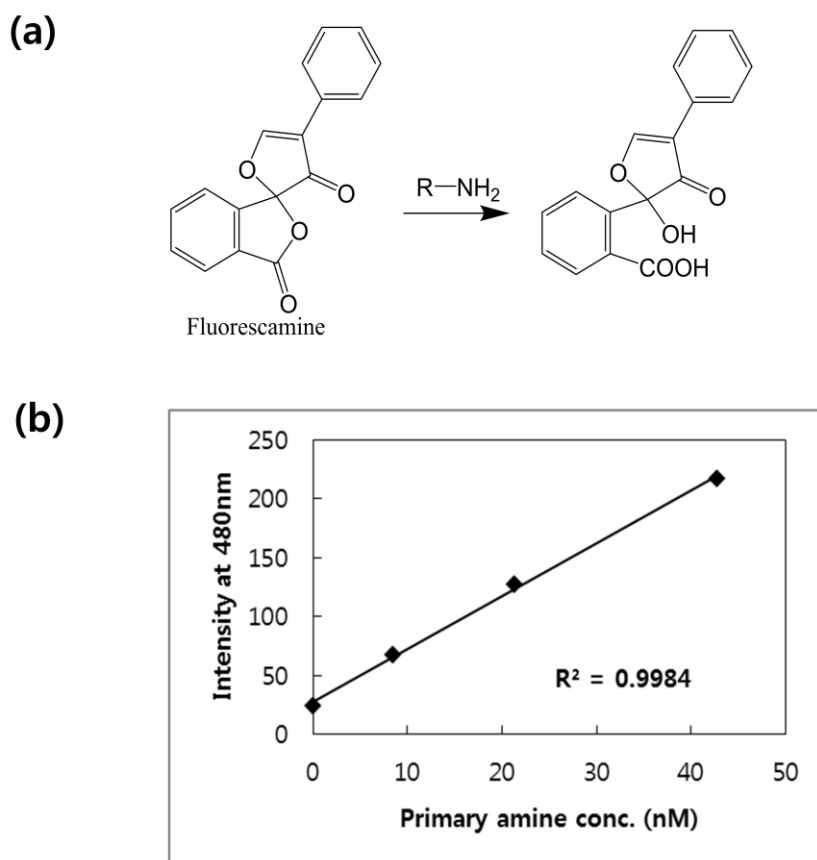 (a)
O
O
O
O
Fluorescamine
R—NH₂
O
O
OH
COOH
(b)
Intensity at 480nm
250
200
150
100
50
0
R² = 0.9984
0 10 20 30 40 50
Primary amine conc. (nM)